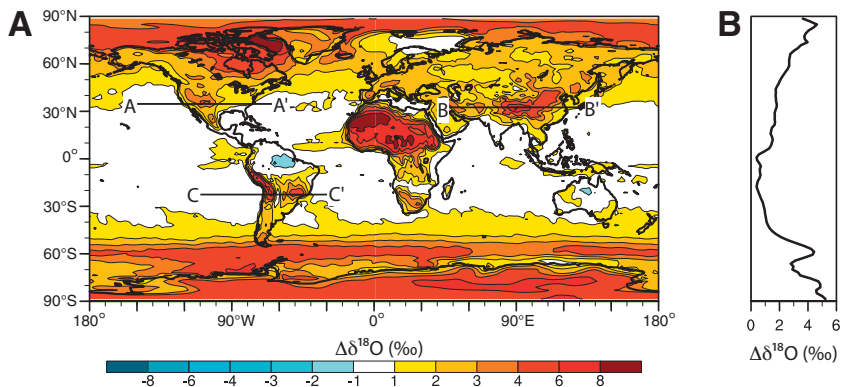 A
B
90°N
60°N
30°N
0°
30°S
60°S
90°S
A A'
B B'
C C'
180° 90°W 0° 90°E 180°
Δδ¹⁸O (‰)
-8 -6 -4 -3 -2 -1 1 2 3 4 6 8
0 2 4 6
Δδ¹⁸O (‰)